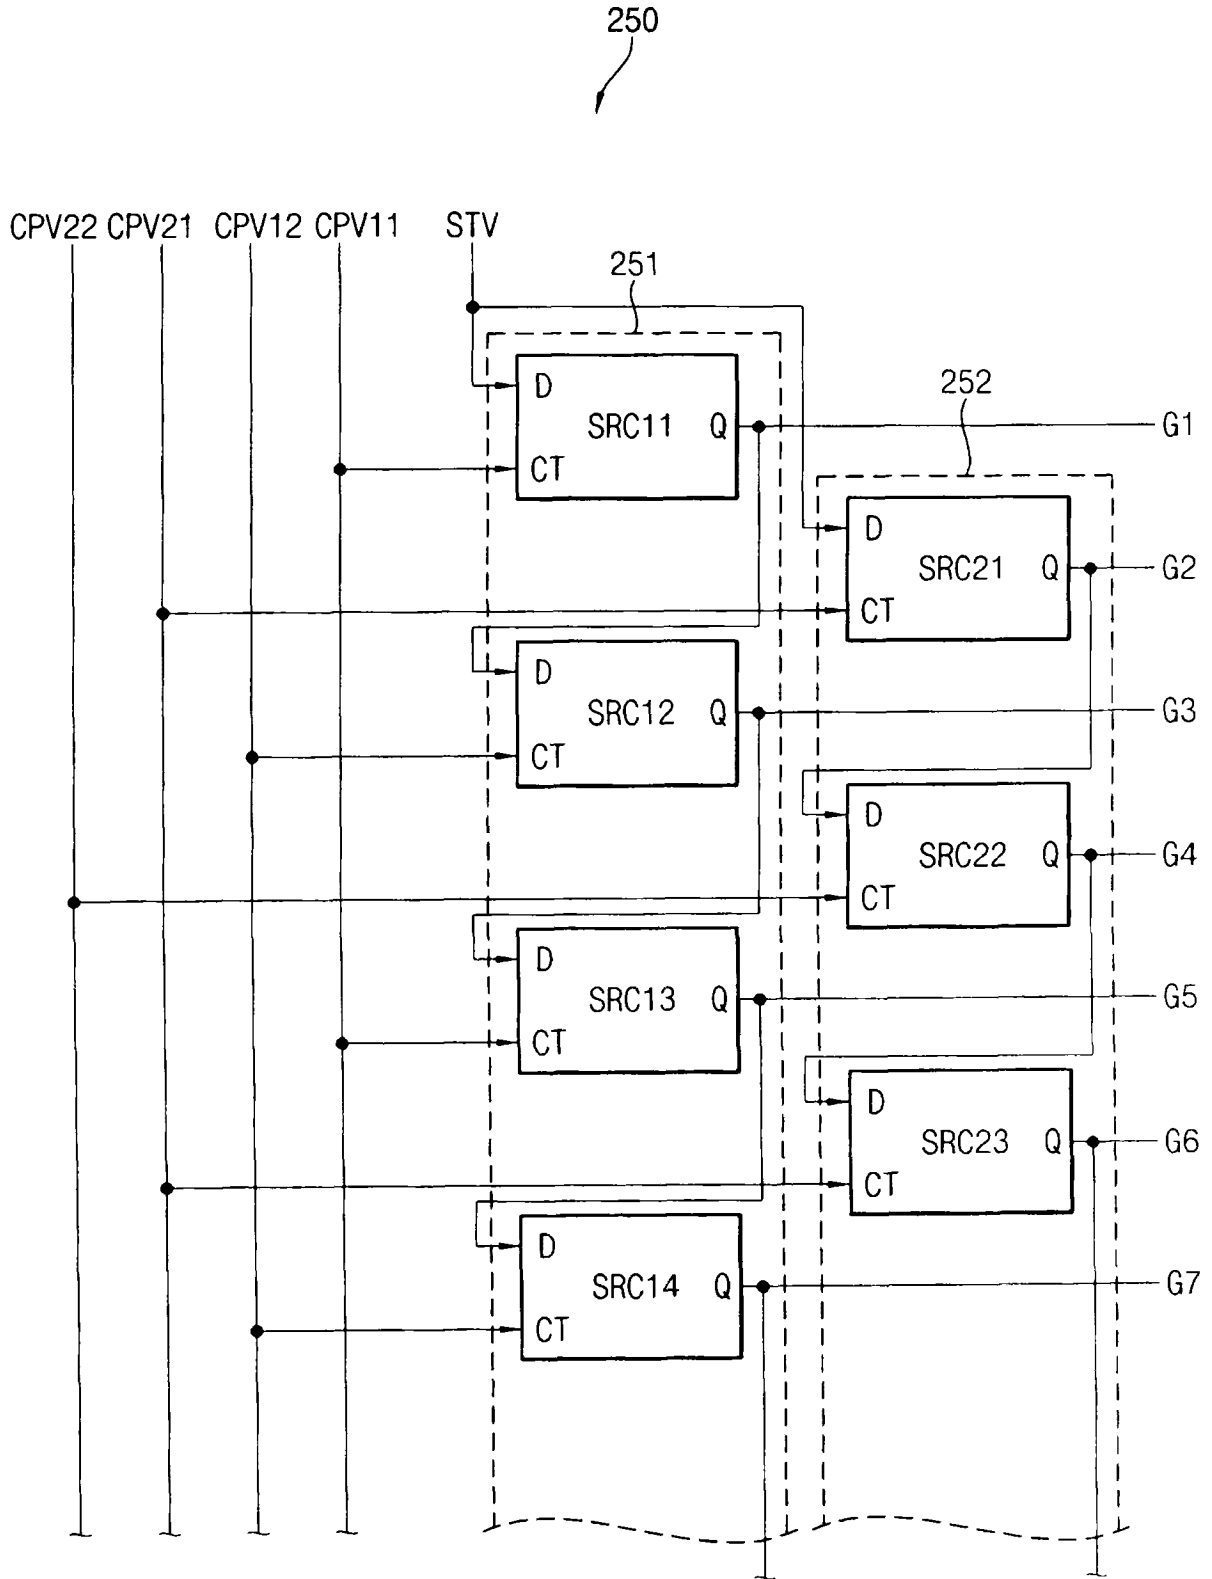 250
CPV22 CPV21 CPV12 CPV11 STV
251
252
D
SRC11 Q
CT
G1
D
SRC21 Q
CT
G2
D
SRC12 Q
CT
G3
D
SRC22 Q
CT
G4
D
SRC13 Q
CT
G5
D
SRC23 Q
CT
G6
D
SRC14 Q
CT
G7